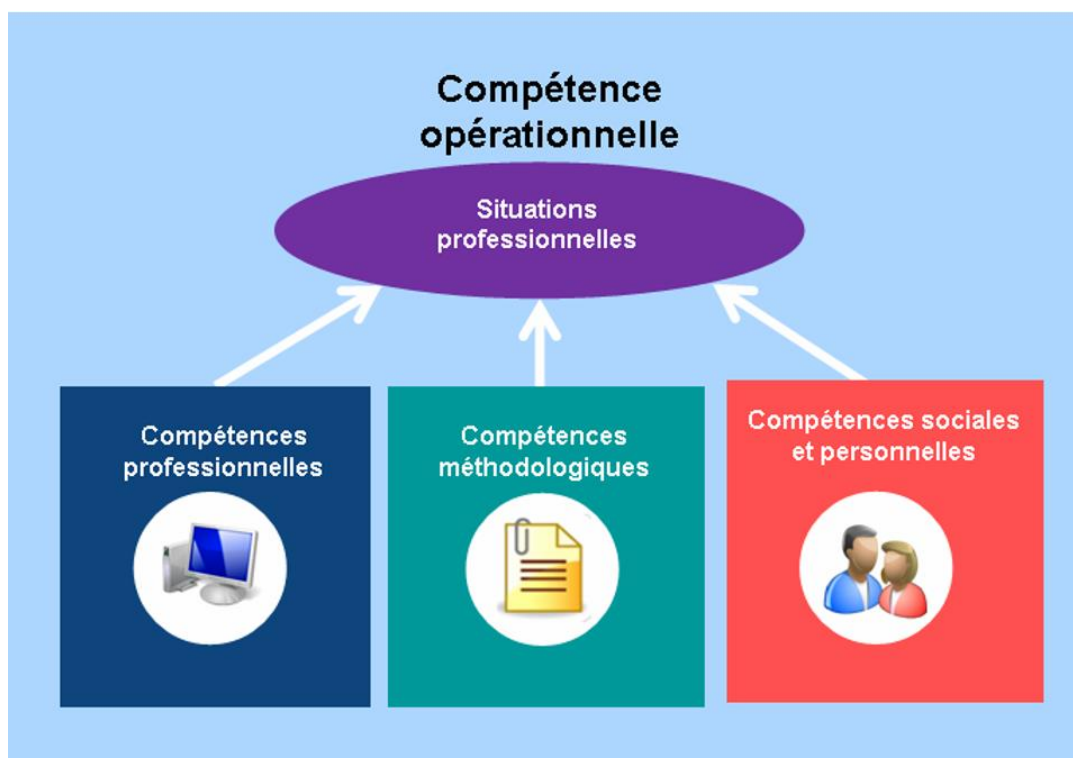 Compétence
opérationnelle
Situations
professionnelles
Compétences
professionnelles
Compétences
méthodologiques
Compétences sociales
et personnelles